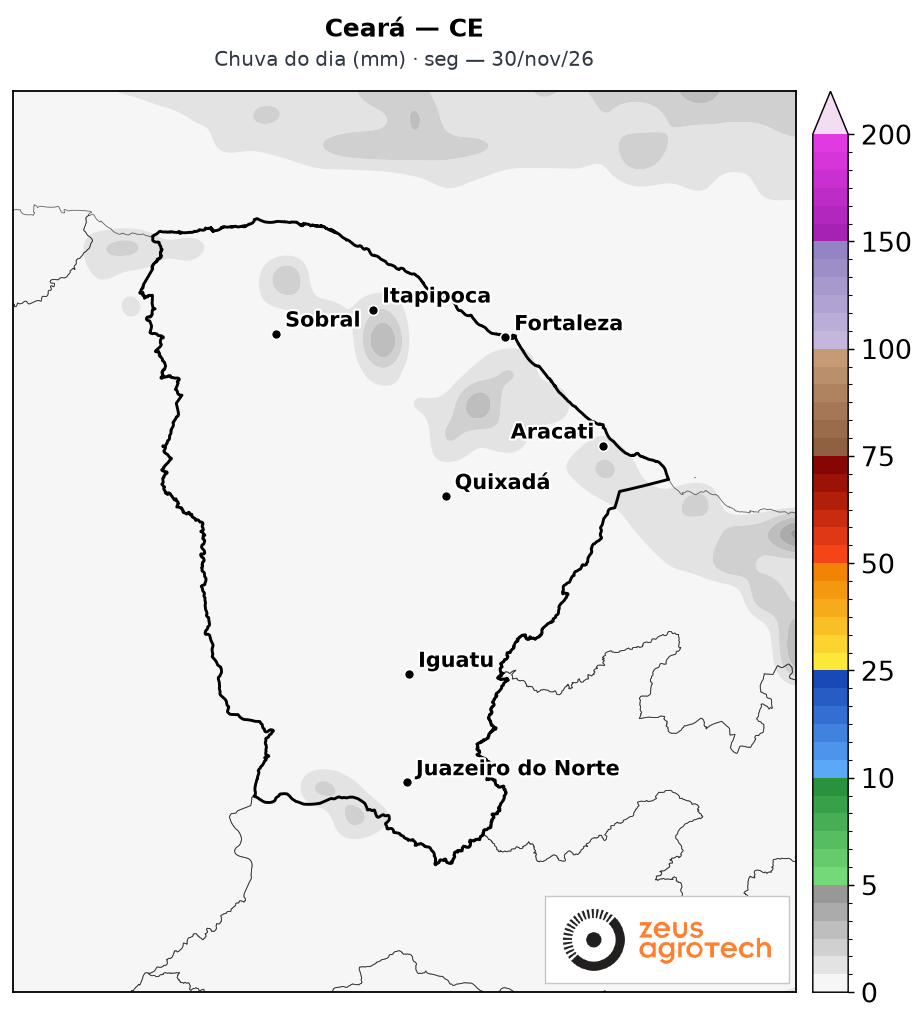 Ceará — CE
Chuva do dia (mm) · seg — 30/nov/26
200
150
100
75
50
25
10
5
0
Itapipoca
Sobral
Fortaleza
Aracati
Quixadá
Iguatu
Juazeiro do Norte
zeus
agrotech